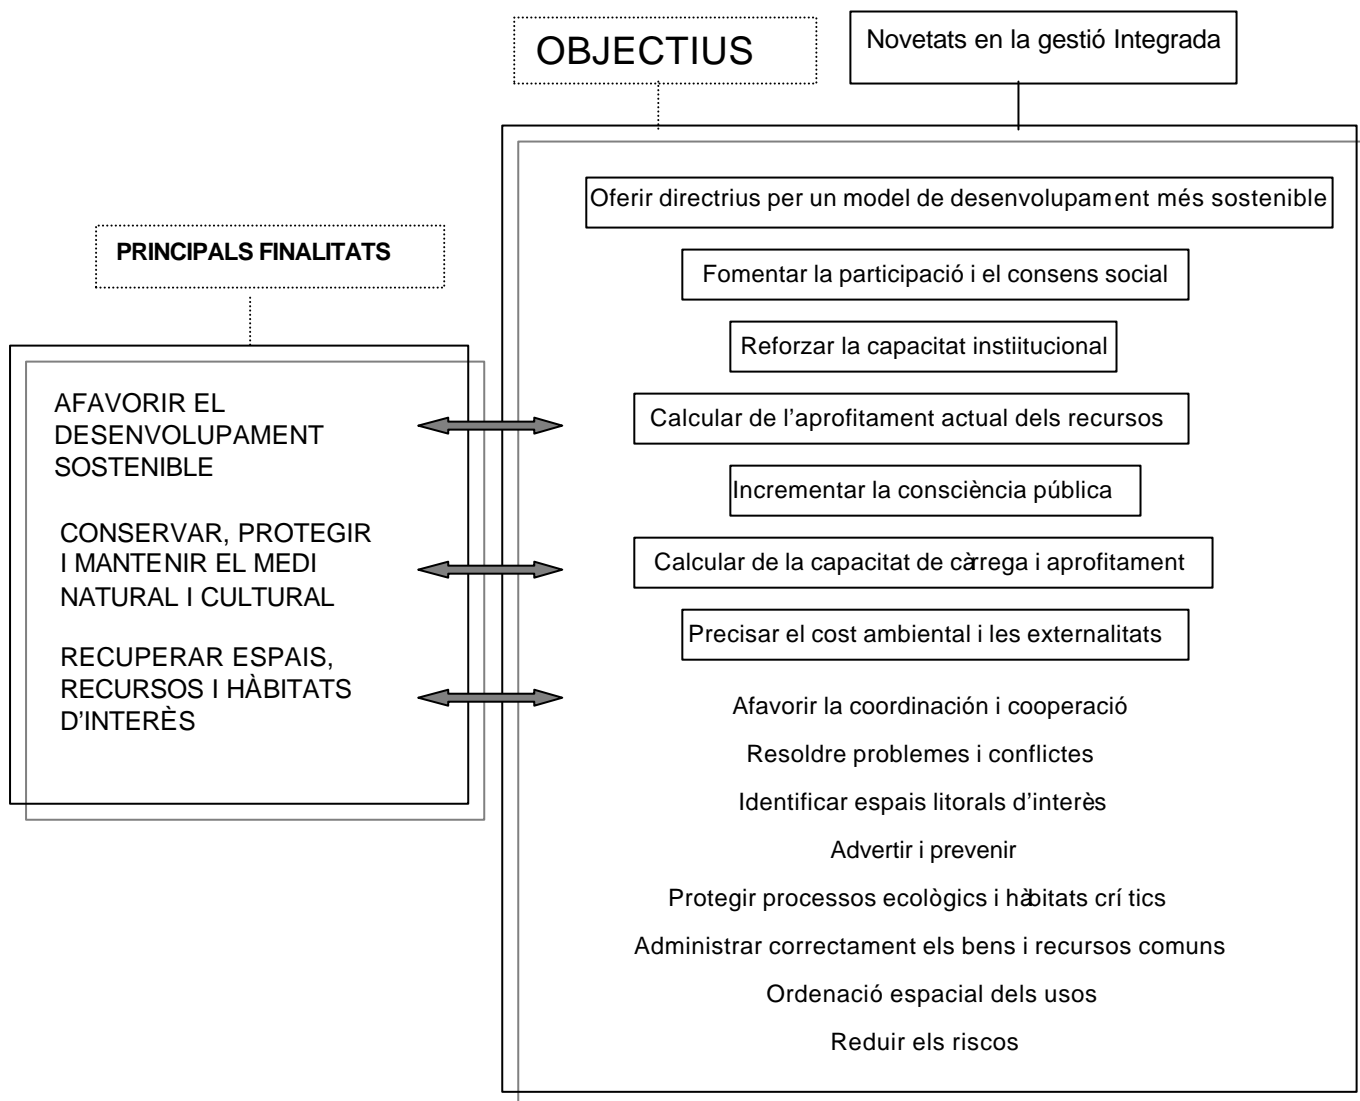 OBJECTIUS
Novetats en la gestió Integrada
PRINCIPALS FINALITATS
AFAVORIR EL
DESENVOLUPAMENT
SOSTENIBLE
CONSERVAR, PROTEGIR
I MANTENIR EL MEDI
NATURAL I CULTURAL
RECUPERAR ESPAIS,
RECURSOS I HÀBITATS
D'INTERÈS
Oferir directrius per un model de desenvolupament més sostenible
Fomentar la participació i el consens social
Reforzar la capacitat instiitucional
Calcular de l'aprofitament actual dels recursos
Incrementar la consciència pública
Calcular de la capacitat de càrrega i aprofitament
Precisar el cost ambiental i les externalitats
Afavorir la coordinación i cooperació
Resoldre problemes i conflictes
Identificar espais litorals d'interès
Advertir i prevenir
Protegir processos ecològics i hàbitats crí tics
Administrar correctament els bens i recursos comuns
Ordenació espacial dels usos
Reduir els riscos